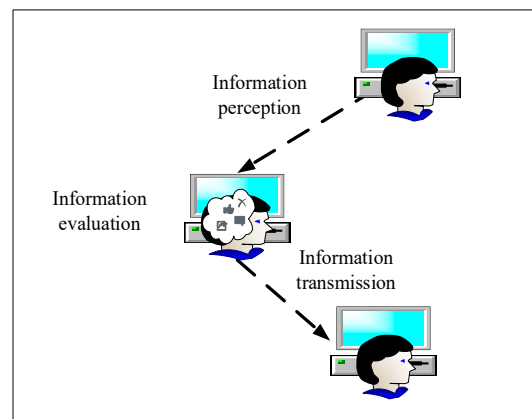 Information
perception
Information
evaluation
Information
transmission